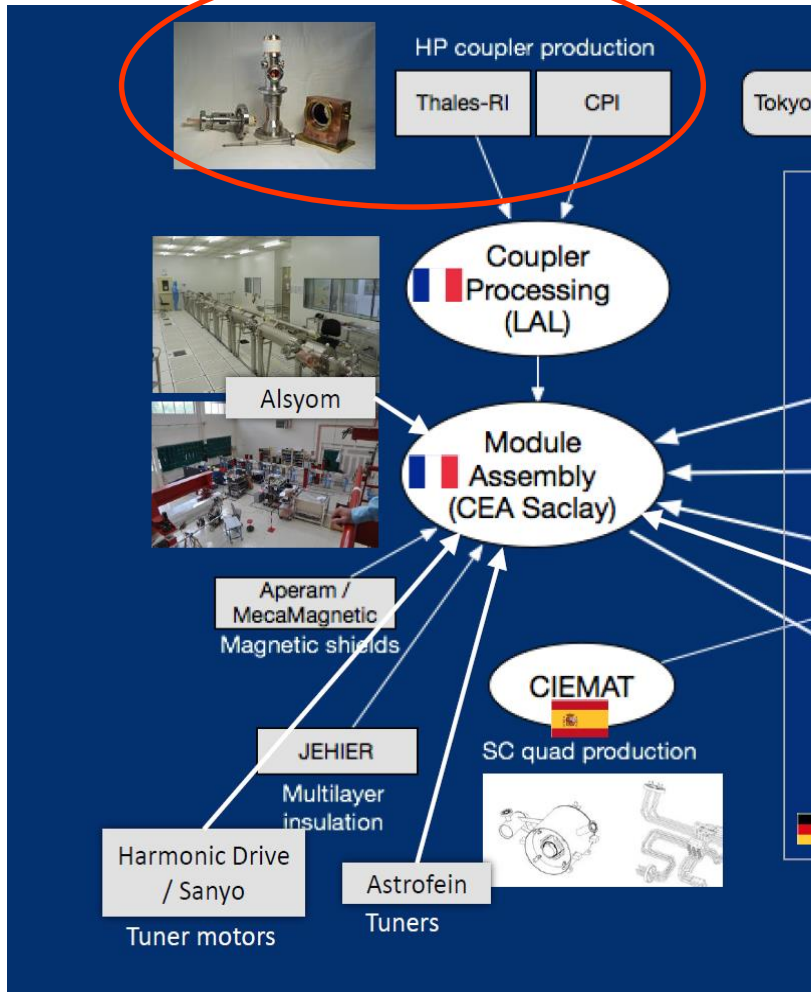 HP coupler production
Thales-RI
CPI
Tokyo
Coupler
Processing
(LAL)
Alsyom
Module
Assembly
(CEA Saclay)
Aperam /
MecaMagnetic
Magnetic shields
CIEMAT
SC quad production
JEHIER
Multilayer
insulation
Harmonic Drive
/ Sanyo
Tuner motors
Astrofein
Tuners